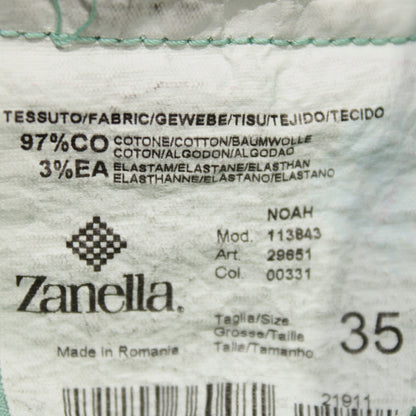 TESSUTO/FABRIC/GEWEBE/TISU/TEJIDO/TECIDO
97%CO COTONE/COTTON/BAUMWOLLE
COTON/ALGODON/ALGODAO
3%EA ELASTAM/ELASTANE/ELASTHAN
ELASTHANNE/ELASTANO/ELASTANO
NOAH
Mod. 113843
Art. 29651
Col. 00331
Zanella®
Taglia/Size
Grosse/Taille
Talla/Tamanho
35
Made in Romania
21911